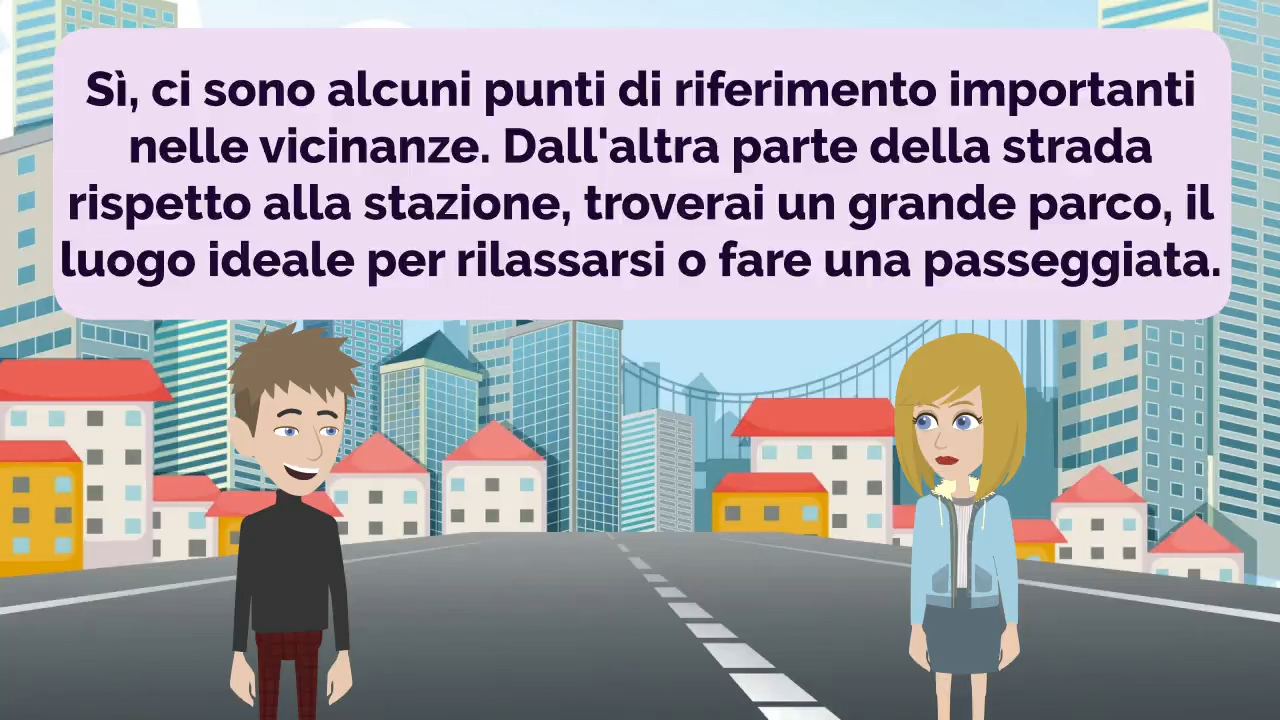 Sì, ci sono alcuni punti di riferimento importanti
nelle vicinanze. Dall'altra parte della strada
rispetto alla stazione, troverai un grande parco, il
luogo ideale per rilassarsi o fare una passeggiata.